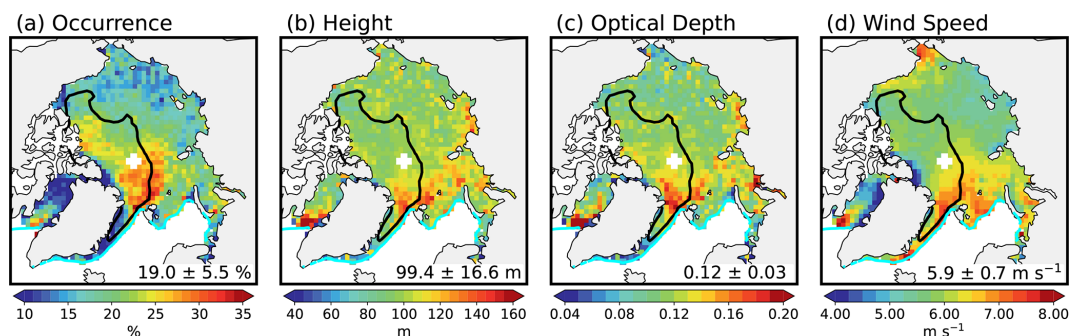 (a) Occurrence
(b) Height
(c) Optical Depth
(d) Wind Speed
19.0 ± 5.5 %
99.4 ± 16.6 m
0.12 ± 0.03
5.9 ± 0.7 m s⁻¹
10 15 20 25 30 35
40 60 80 100 120 140 160
0.04 0.08 0.12 0.16 0.20
4.00 5.00 6.00 7.00 8.00
%
m
m s⁻¹